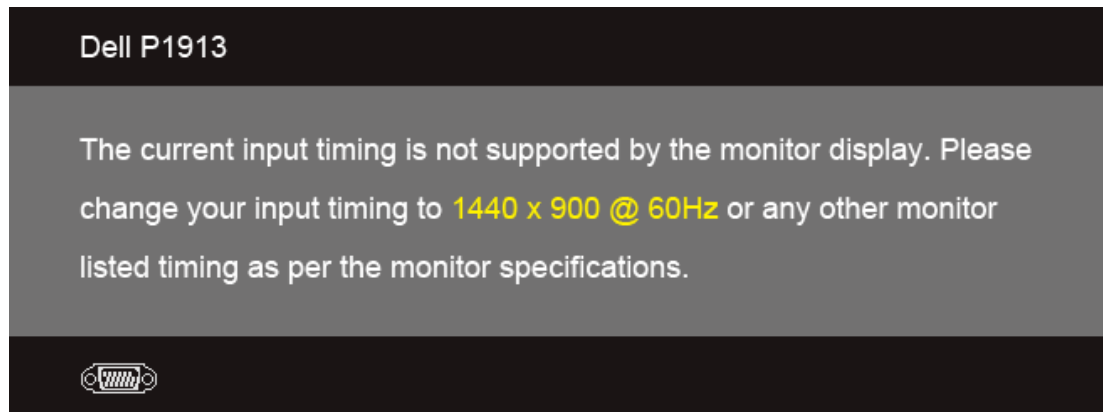 Dell P1913
The current input timing is not supported by the monitor display. Please
change your input timing to 1440 x 900 @ 60Hz or any other monitor
listed timing as per the monitor specifications.